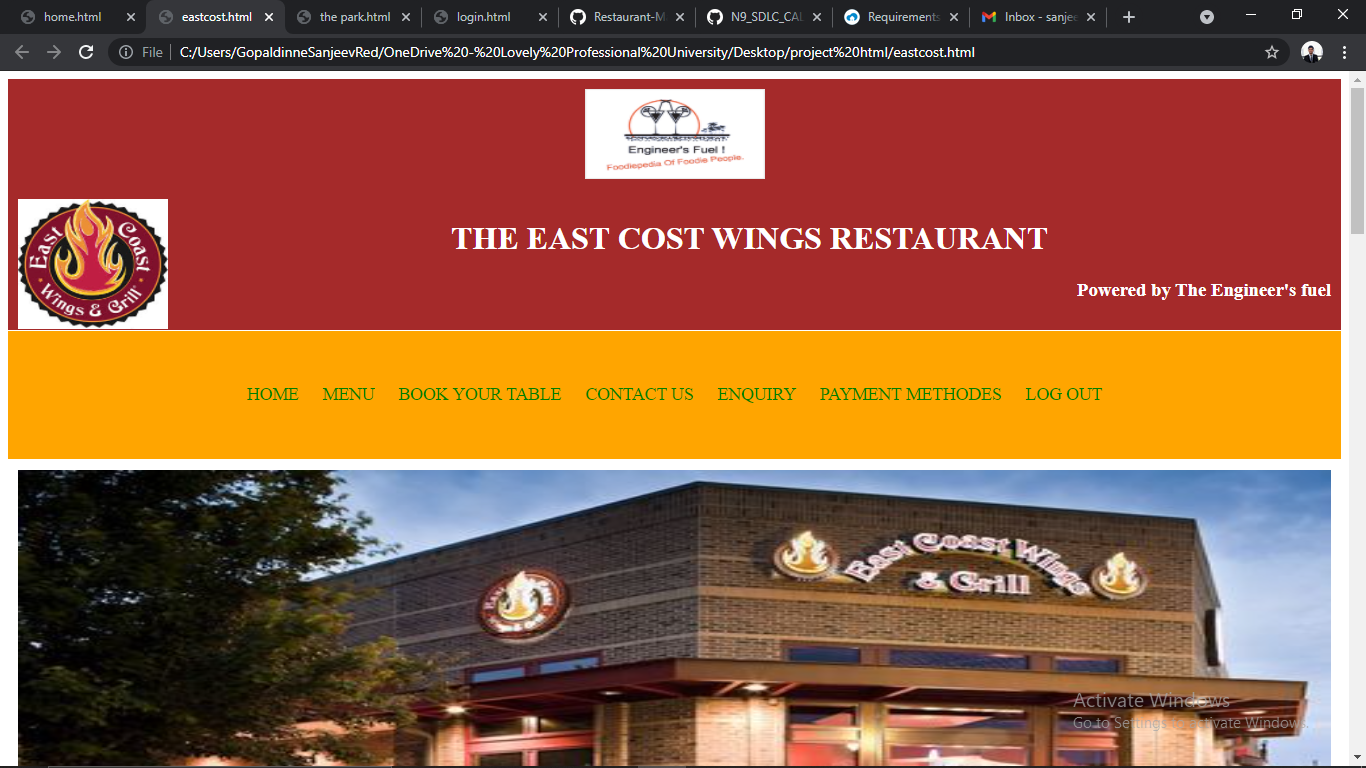 home.html
eastcost.html
the park.html
login.html
Restaurant-M
N9_SDLC_CAL
Requirements
Inbox - sanjee
File
C:/Users/GopaldinneSanjeevRed/OneDrive%20-%20Lovely%20Professional%20University/Desktop/project%20html/eastcost.html
Engineer's Fuel !
Foodiepedia Of Foodie People.
East Coast
Wings & Grill
THE EAST COST WINGS RESTAURANT
Powered by The Engineer's fuel
HOME MENU BOOK YOUR TABLE CONTACT US ENQUIRY PAYMENT METHODES LOG OUT
East Coast Wings
& Grill
Activate Windows
Go to Settings to activate Windows.